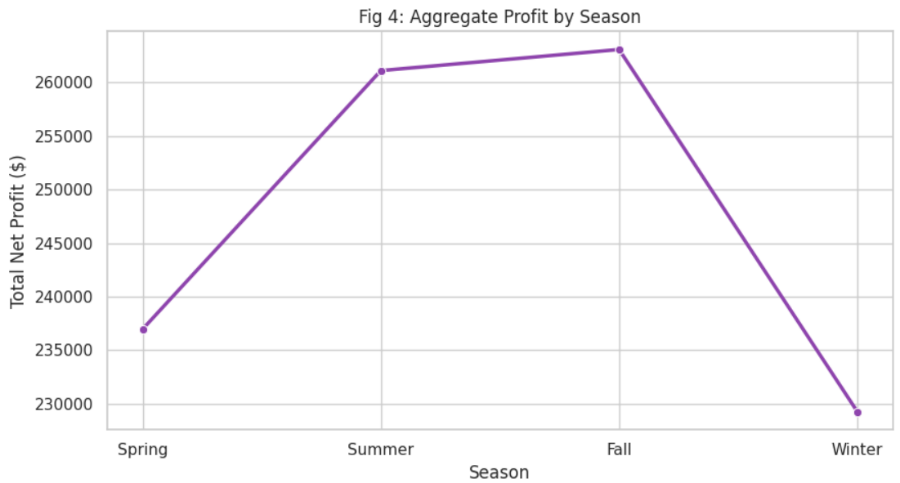 Fig 4: Aggregate Profit by Season
Total Net Profit ($)
260000
255000
250000
245000
240000
235000
230000
Spring Summer Fall Winter
Season